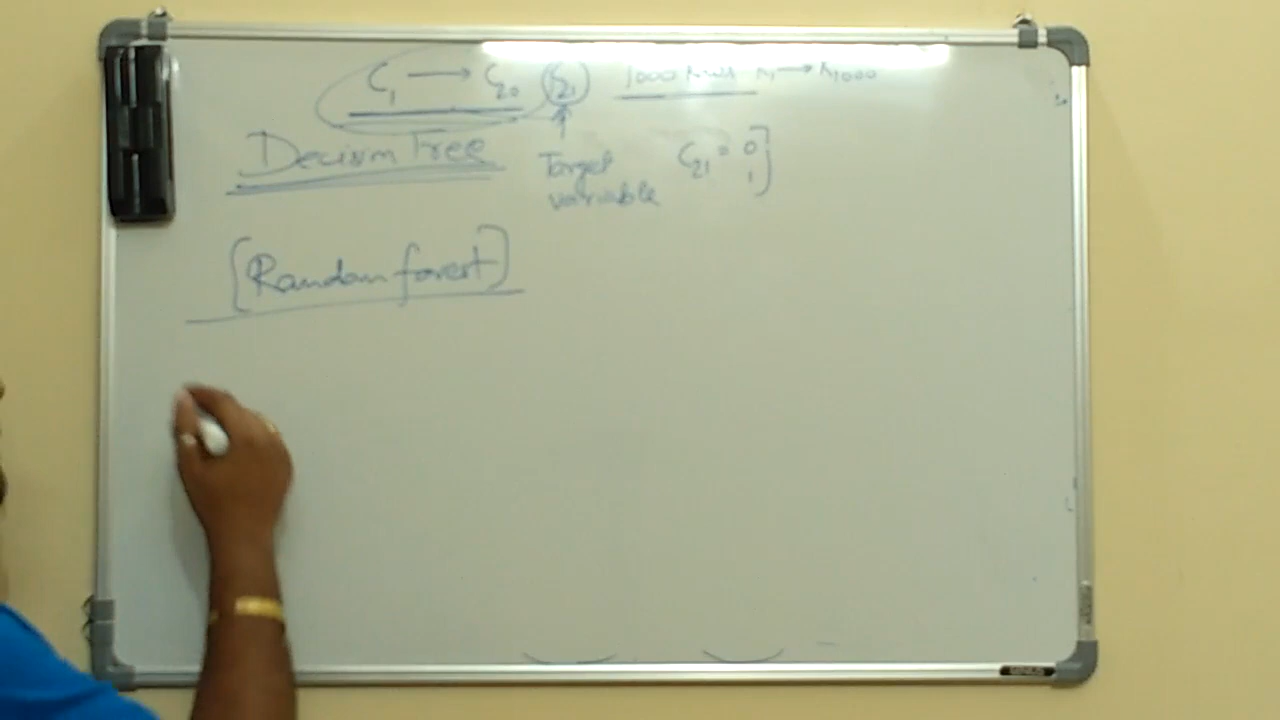 C₁ → C₂₀ C₂₁ 1000 Rows R₁ → R₁₀₀₀
Decision Tree
Target C₂₁ = 0
variable 1
[Random forest]